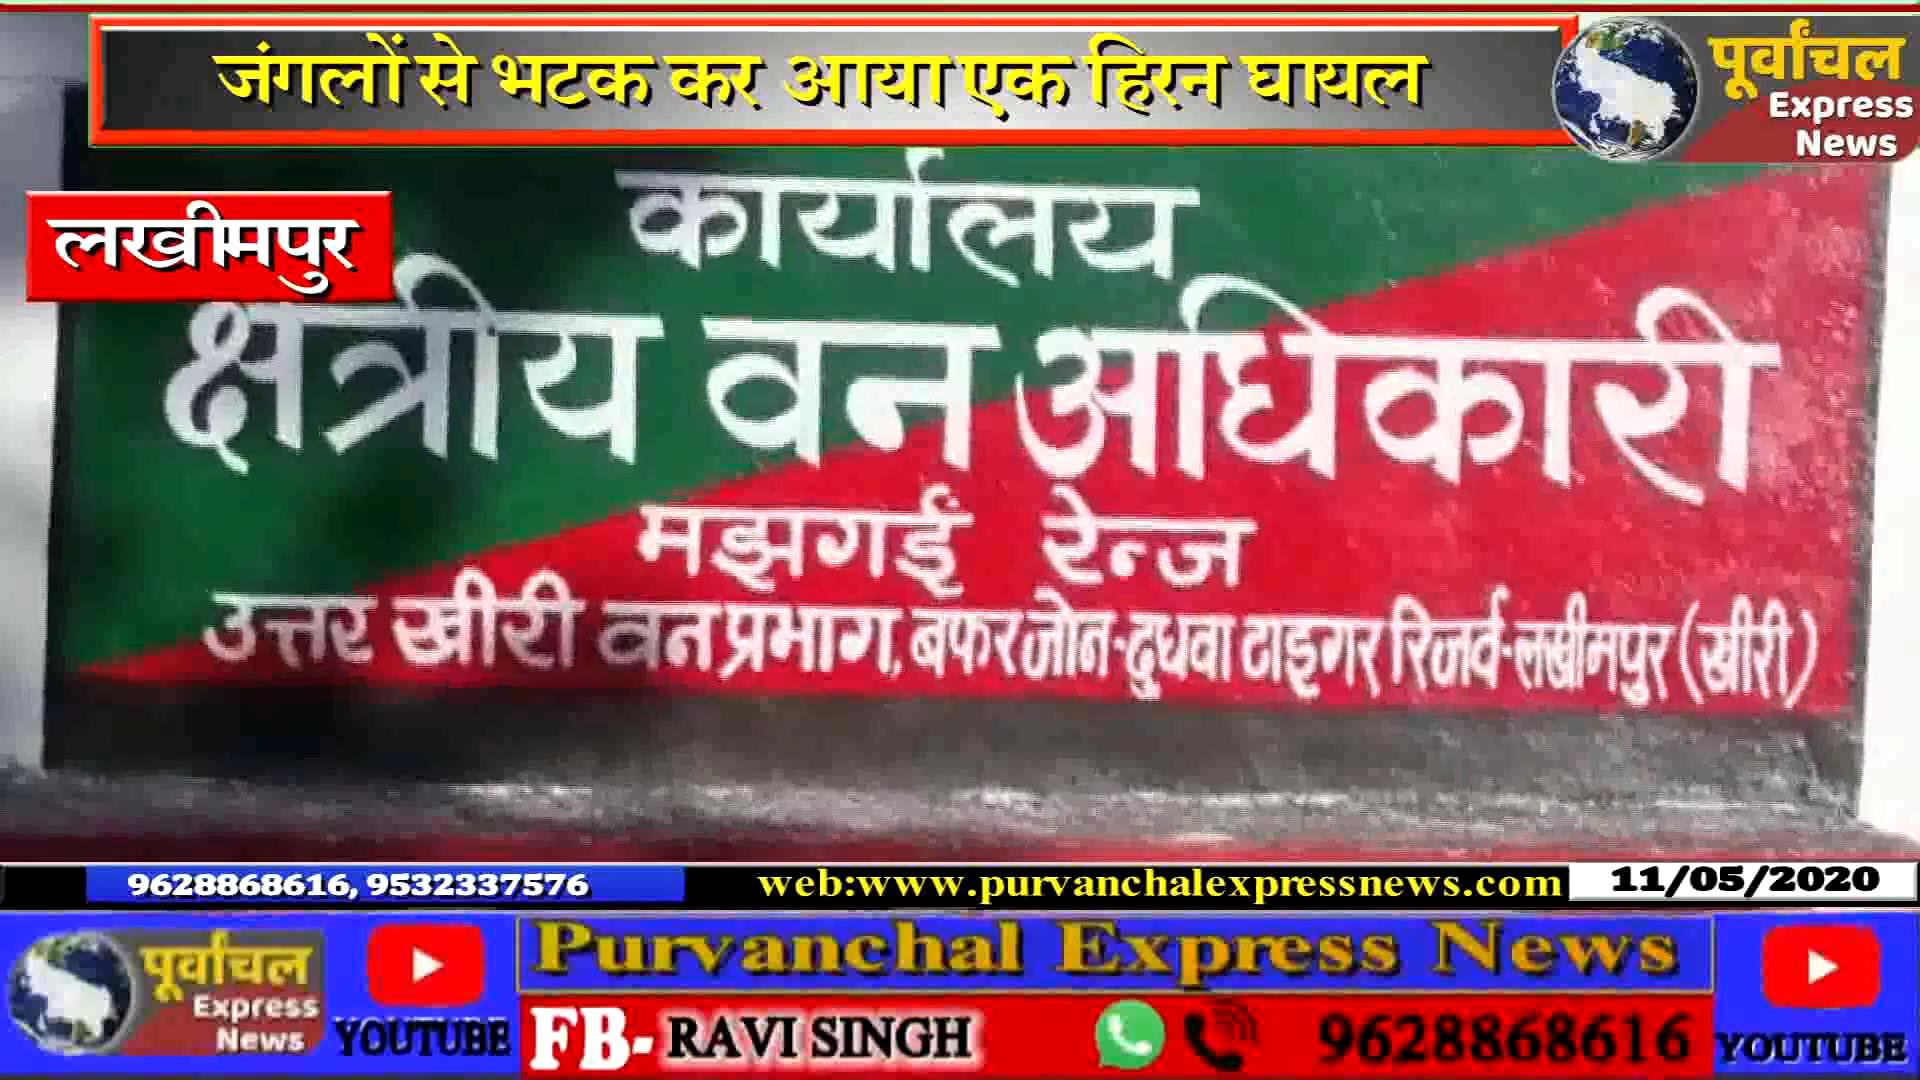 जंगलों से भटक कर आया एक हिरन घायल
पूर्वांचल
Express
News
लखीमपुर
कार्यालय
क्षत्रीय वन अधिकारी
मझगईं रेन्ज
उत्तर खीरी वन प्रभाग, बफर जोन-दुधवा टाइगर रिजर्व-लखीमपुर (खीरी)
9628868616, 9532337576
web:www.purvanchalexpressnews.com
11/05/2020
पूर्वांचल
Express
News
YOUTUBE
Purvanchal Express News
FB- RAVI SINGH
9628868616
YOUTUBE